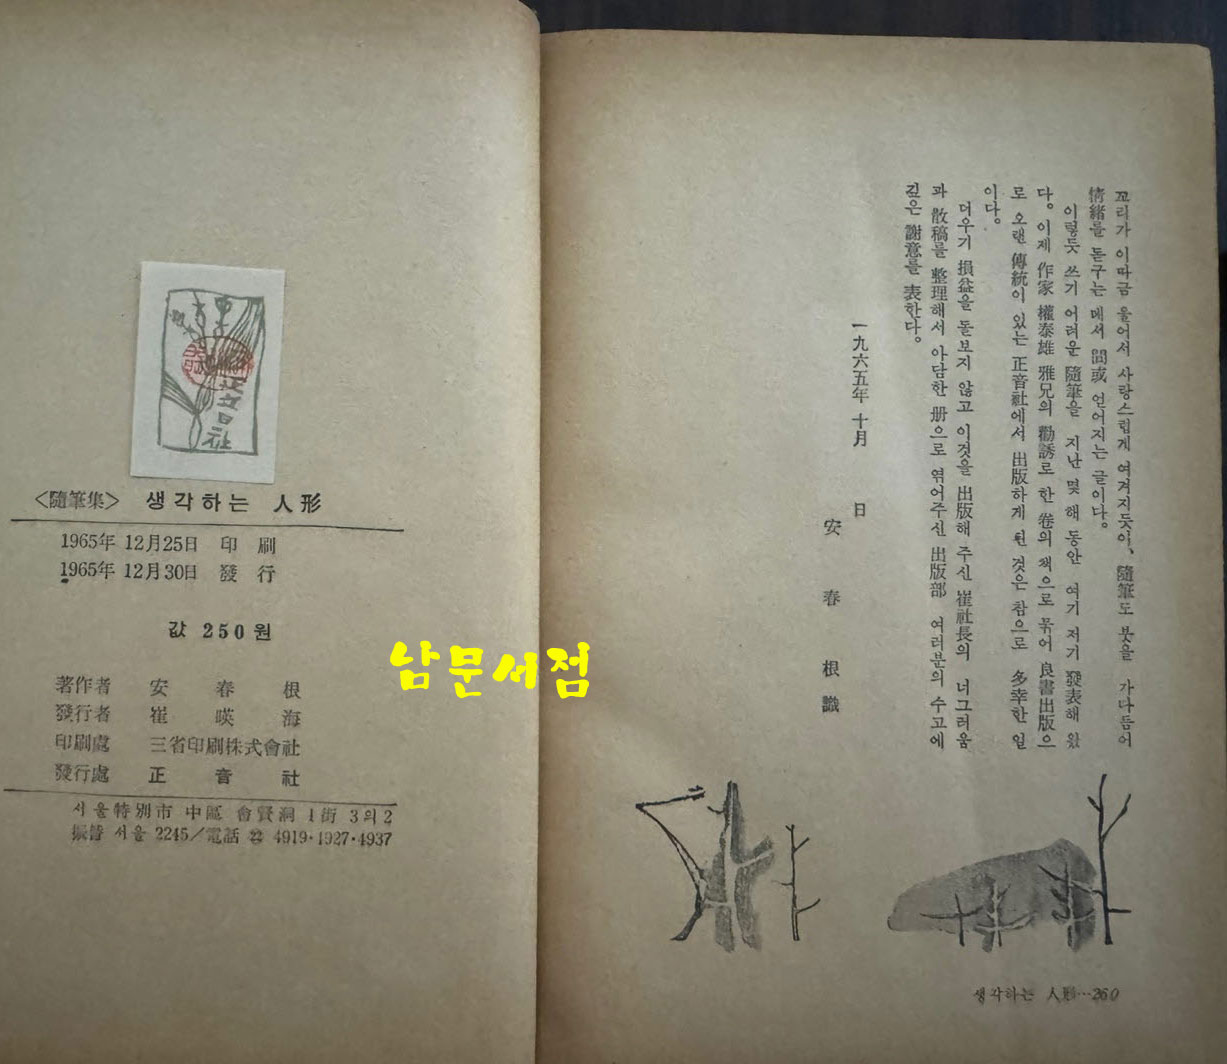 꼬리가 이따금 울어서 사랑스럽게 여겨지듯이, 隨筆도 붓을 가다듬어
情緖를 돋구는 데서 間或 얻어지는 글이다。
이렇듯 쓰기 어려운 隨筆을 지난 몇 해 동안 여기 저기 發表해 왔
다。 이제 作家 權泰雄 雅兄의 勸誘로 한 卷의 책으로 묶어 良書出版으
로 오랜 傳統이 있는 正音社에서 出版하게 된 것은 참으로 多幸한 일
이다。
더우기 損益을 돌보지 않고 이것을 出版해 주신 崔社長의 너그러움
과 散稿를 整理해서 아담한 册으로 엮어주신 出版部 여러분의 수고에
깊은 謝意를 表한다。
一九六五年 十月 日
安春根 識
생각하는 人形…260
正음社
<隨筆集> 생각하는 人形
1965年 12月25日 印刷
1965年 12月30日 發行
값 250원
著作者 安春根
發行者 崔暎海
印刷處 三省印刷株式會社
發行處 正音社
서울特別市 中區 會賢洞 1街 3의2
振替 서울 2245/電話 ㉒ 4919·1927·4937
남문서점